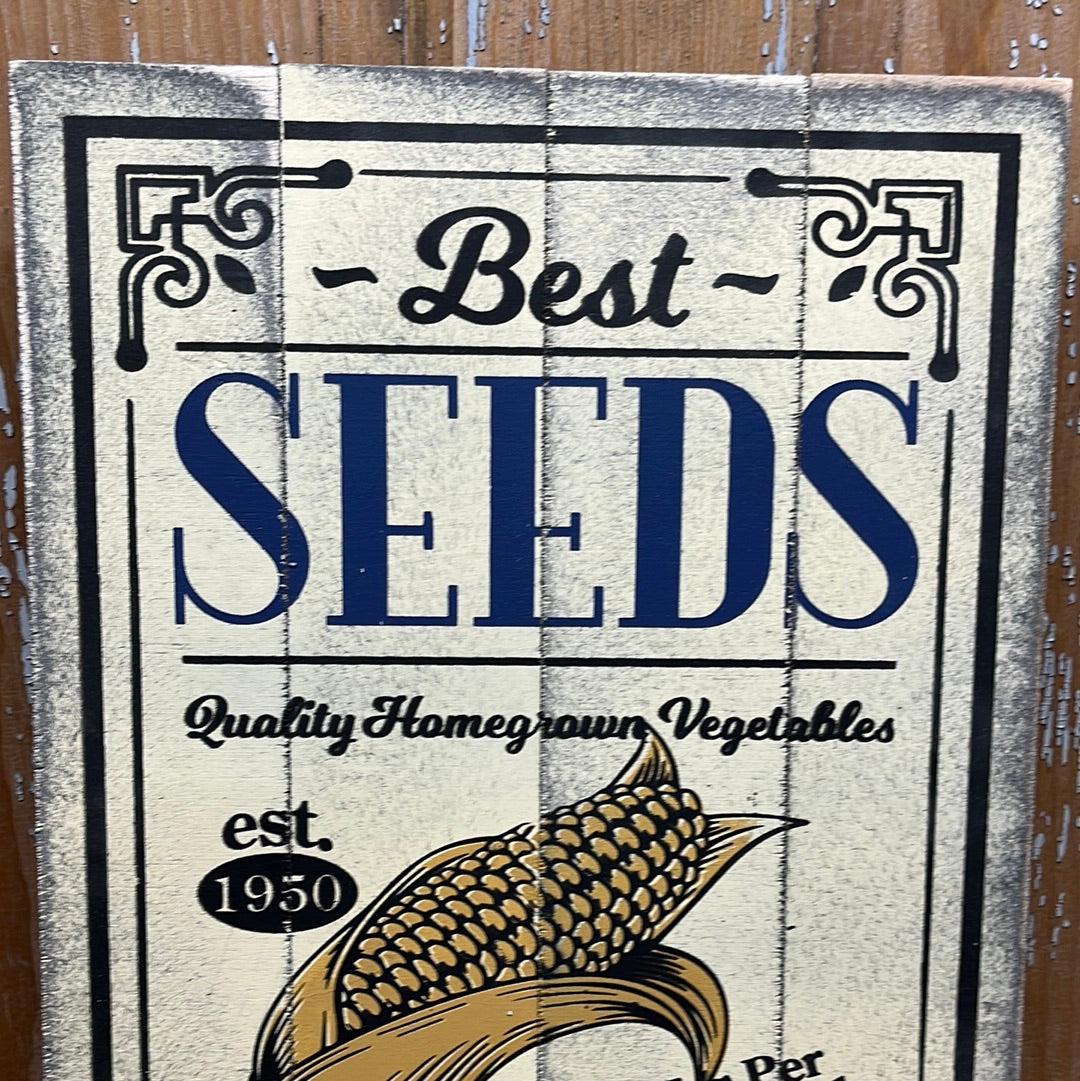 ~ Best ~
SEEDS
Quality Homegrown Vegetables
est.
1950
Per